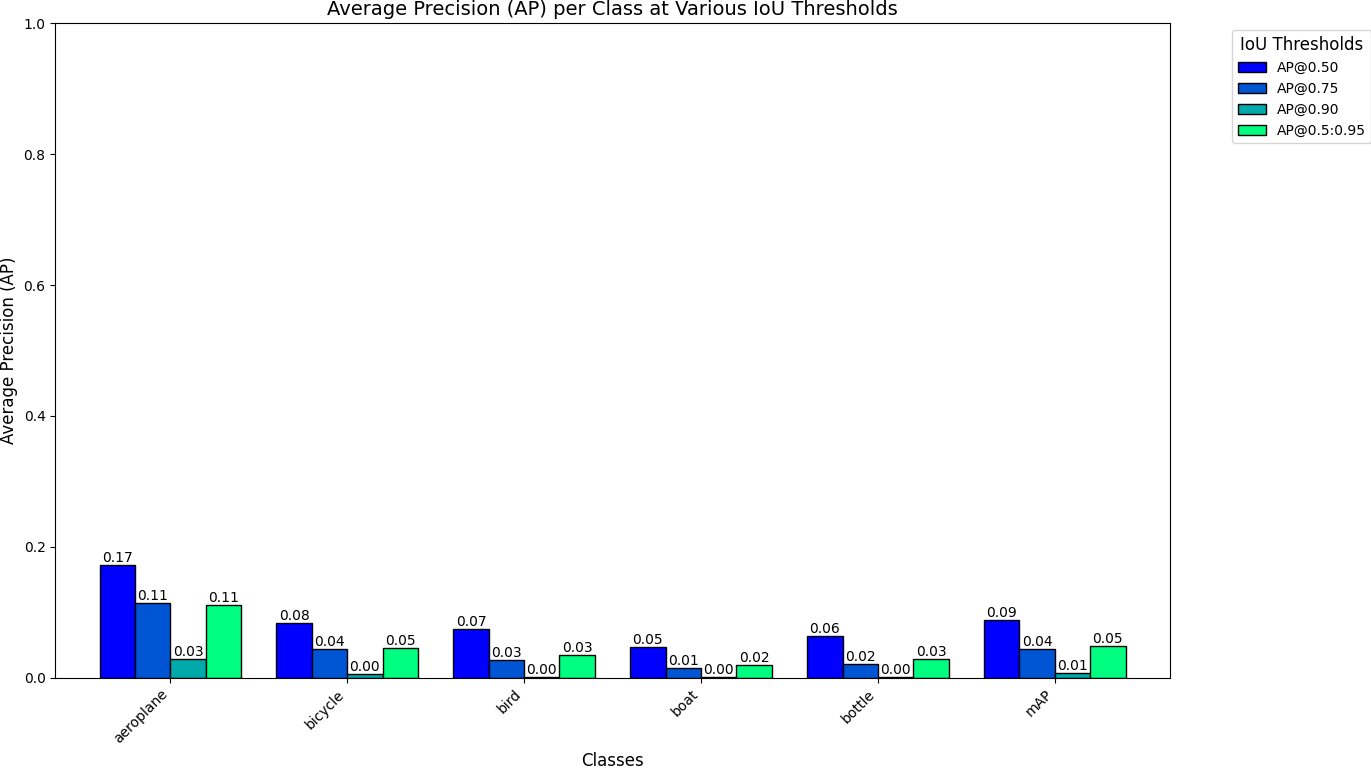 Average Precision (AP) per Class at Various IoU Thresholds
IoU Thresholds
AP@0.50
AP@0.75
AP@0.90
AP@0.5:0.95
Average Precision (AP)
1.0
0.8
0.6
0.4
0.2
0.0
0.17
0.11
0.03
0.11
0.08
0.04
0.00
0.05
0.07
0.03
0.00
0.03
0.05
0.01
0.00
0.02
0.06
0.02
0.00
0.03
0.09
0.04
0.01
0.05
aeroplane
bicycle
bird
boat
bottle
mAP
Classes